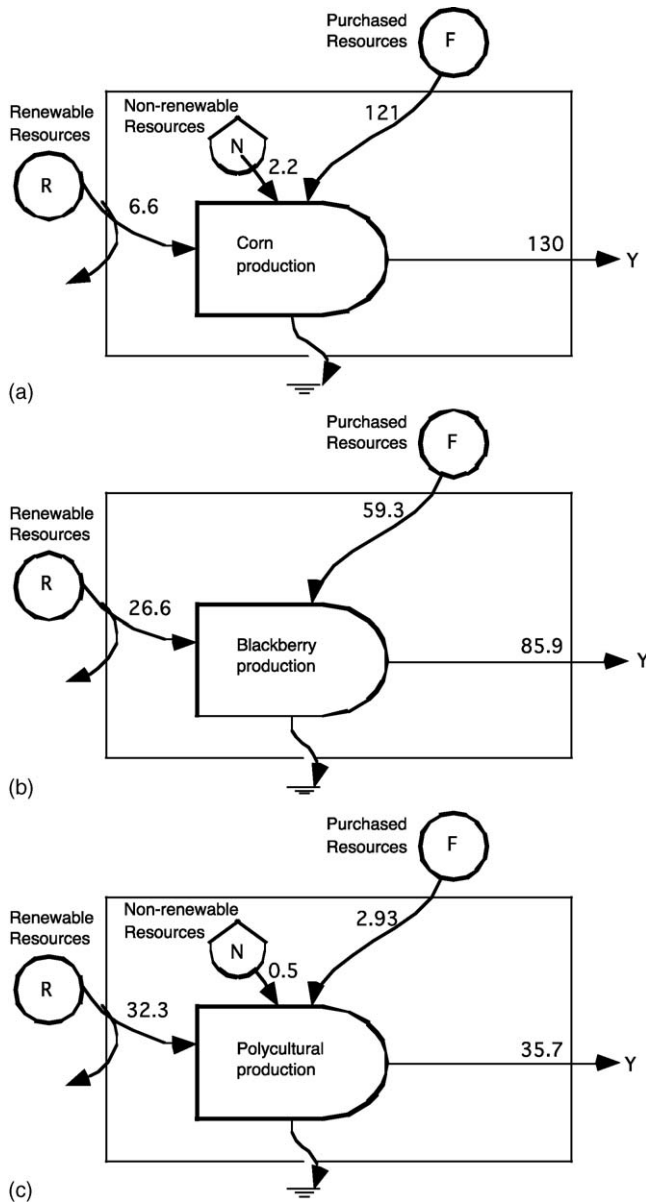 Purchased
Resources
F
Renewable
Resources
Non-renewable
Resources
121
N
2.2
R
6.6
Corn
production
130
Y
(a)
Purchased
Resources
F
Renewable
Resources
59.3
R
26.6
Blackberry
production
85.9
Y
(b)
Purchased
Resources
F
Renewable
Resources
Non-renewable
Resources
2.93
N
0.5
R
32.3
Polycultural
production
35.7
Y
(c)